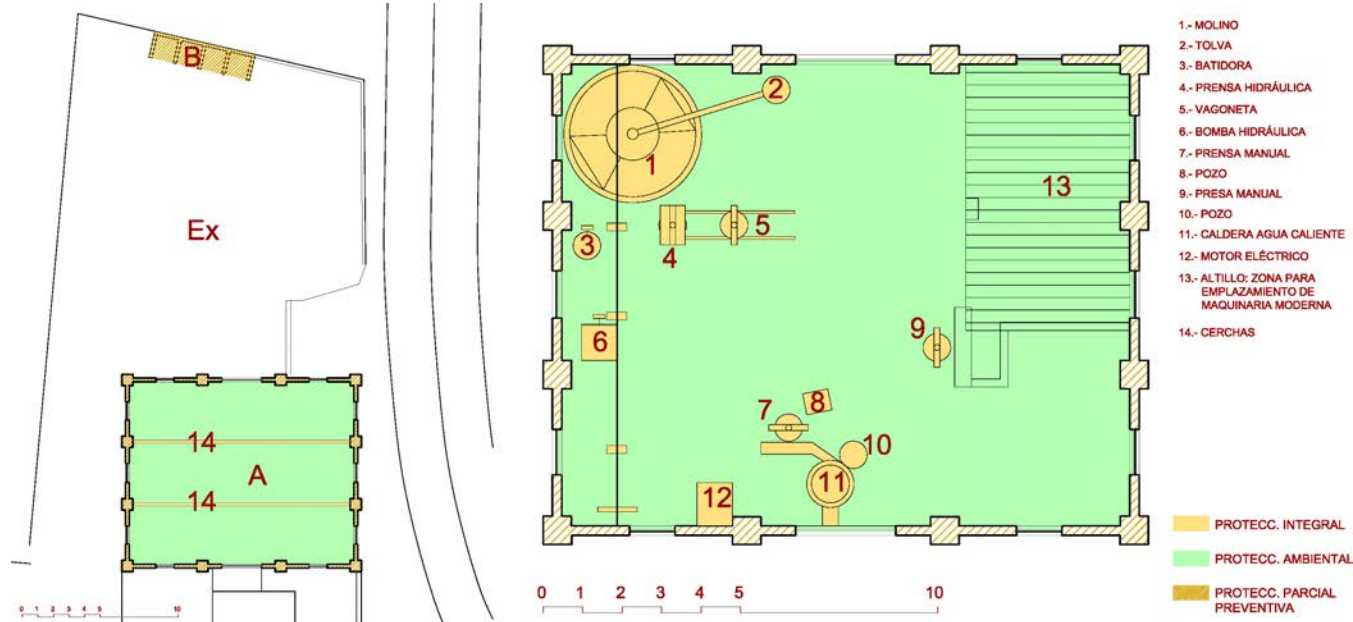 B
Ex
14
A
14
0 1 2 3 4 5 10
1
2
3
4
5
6
7
8
9
10
11
12
13
0 1 2 3 4 5 10
1.- MOLINO
2.- TOLVA
3.- BATIDORA
4.- PRENSA HIDRÁULICA
5.- VAGONETA
6.- BOMBA HIDRÁULICA
7.- PRENSA MANUAL
8.- POZO
9.- PRESA MANUAL
10.- POZO
11.- CALDERA AGUA CALIENTE
12.- MOTOR ELÉCTRICO
13.- ALTILLO: ZONA PARA
EMPLAZAMIENTO DE
MAQUINARIA MODERNA
14.- CERCHAS
PROTECC. INTEGRAL
PROTECC. AMBIENTAL
PROTECC. PARCIAL
PREVENTIVA